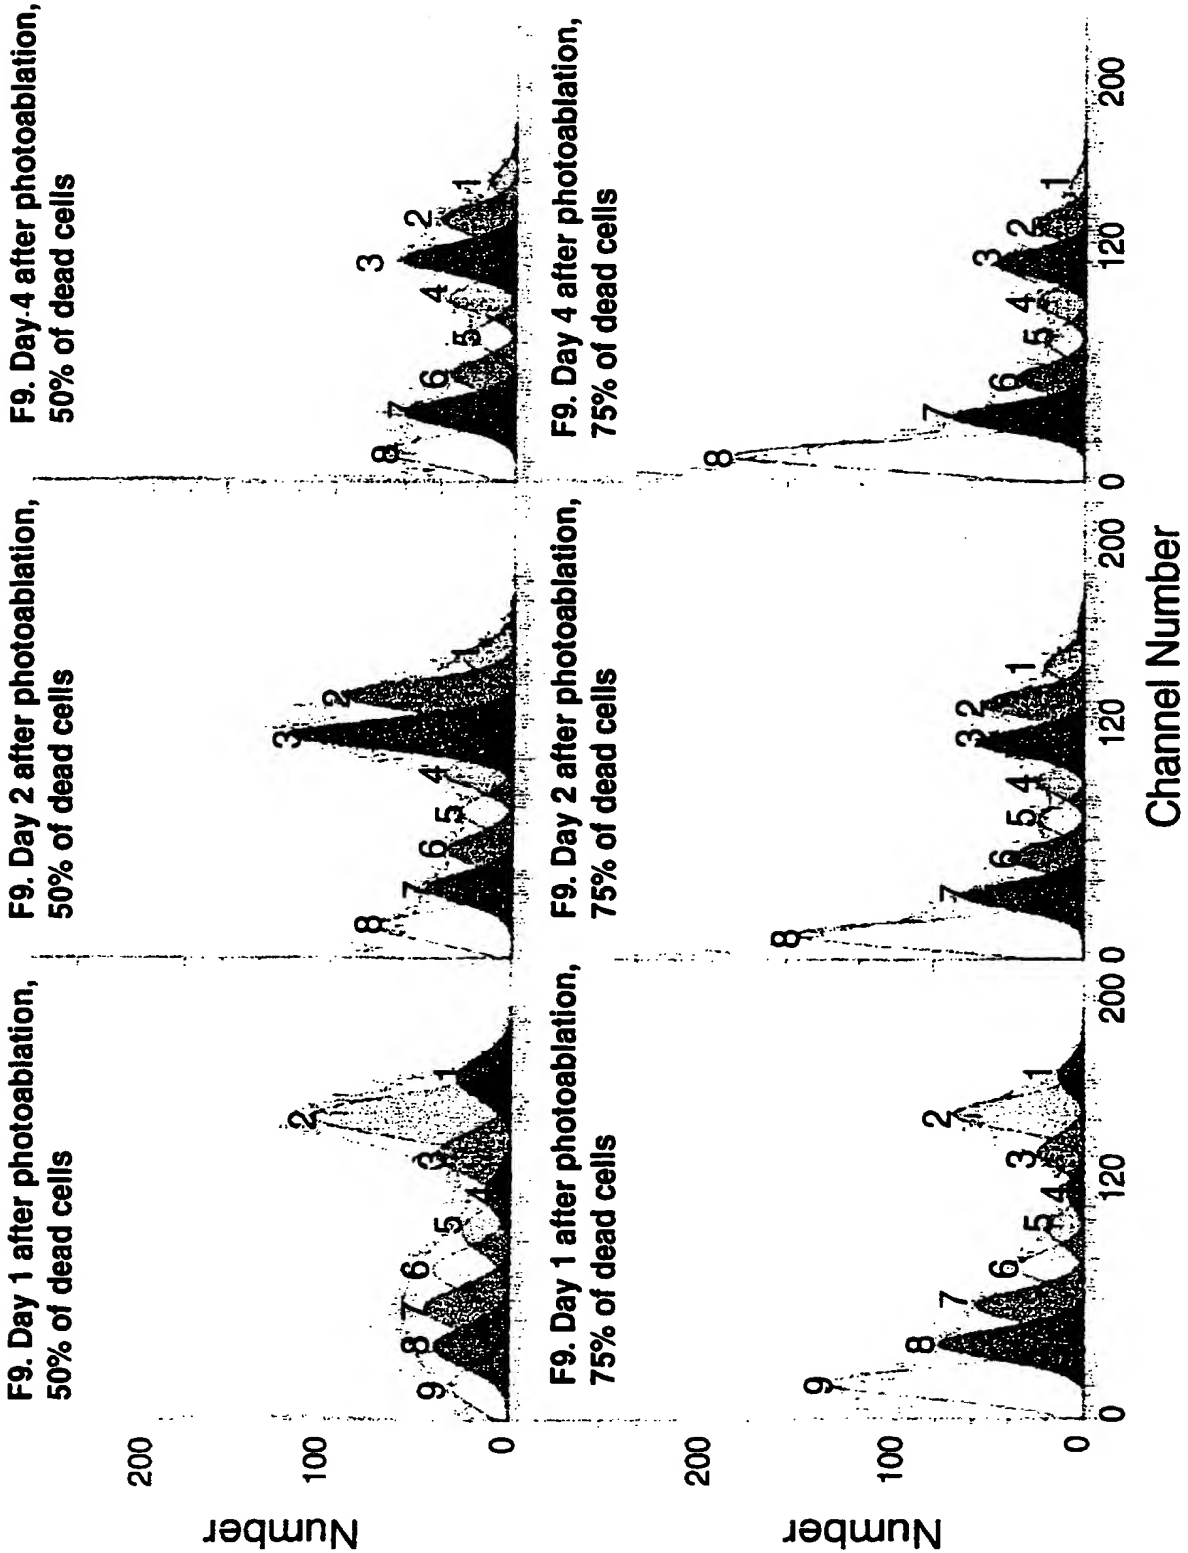 F9. Day 1 after photoablation,
50% of dead cells
F9. Day 2 after photoablation,
50% of dead cells
F9. Day 4 after photoablation,
50% of dead cells
Number
200
100
0
9 8 7 6 5 4 3 2 1
8 7 6 5 4 3 2 1
8 7 6 5 4 3 2 1
F9. Day 1 after photoablation,
75% of dead cells
F9. Day 2 after photoablation,
75% of dead cells
F9. Day 4 after photoablation,
75% of dead cells
Number
200
100
0
9 8 7 6 5 4 3 2 1
8 7 6 5 4 3 2 1
8 7 6 5 4 3 2 1
0 120 200 0 120 200 0 120 200
Channel Number